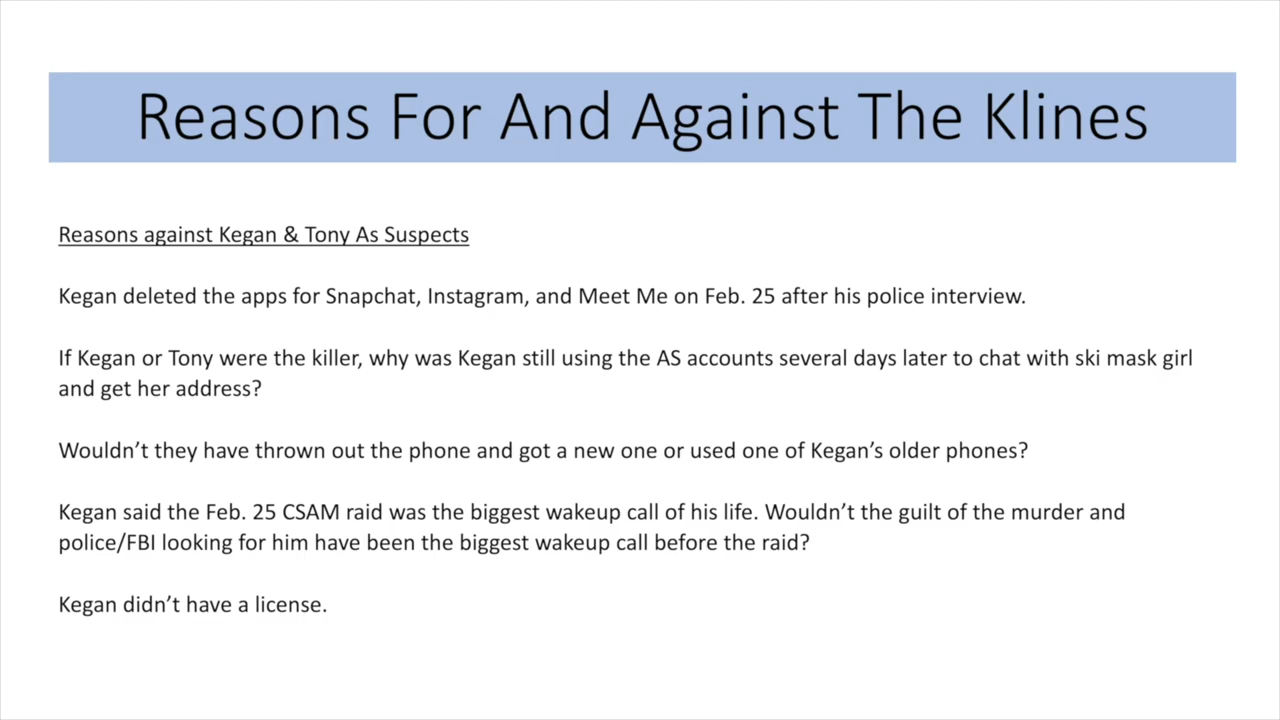 Reasons For And Against The Klines
Reasons against Kegan & Tony As Suspects
Kegan deleted the apps for Snapchat, Instagram, and Meet Me on Feb. 25 after his police interview.
If Kegan or Tony were the killer, why was Kegan still using the AS accounts several days later to chat with ski mask girl
and get her address?
Wouldn’t they have thrown out the phone and got a new one or used one of Kegan’s older phones?
Kegan said the Feb. 25 CSAM raid was the biggest wakeup call of his life. Wouldn’t the guilt of the murder and
police/FBI looking for him have been the biggest wakeup call before the raid?
Kegan didn’t have a license.